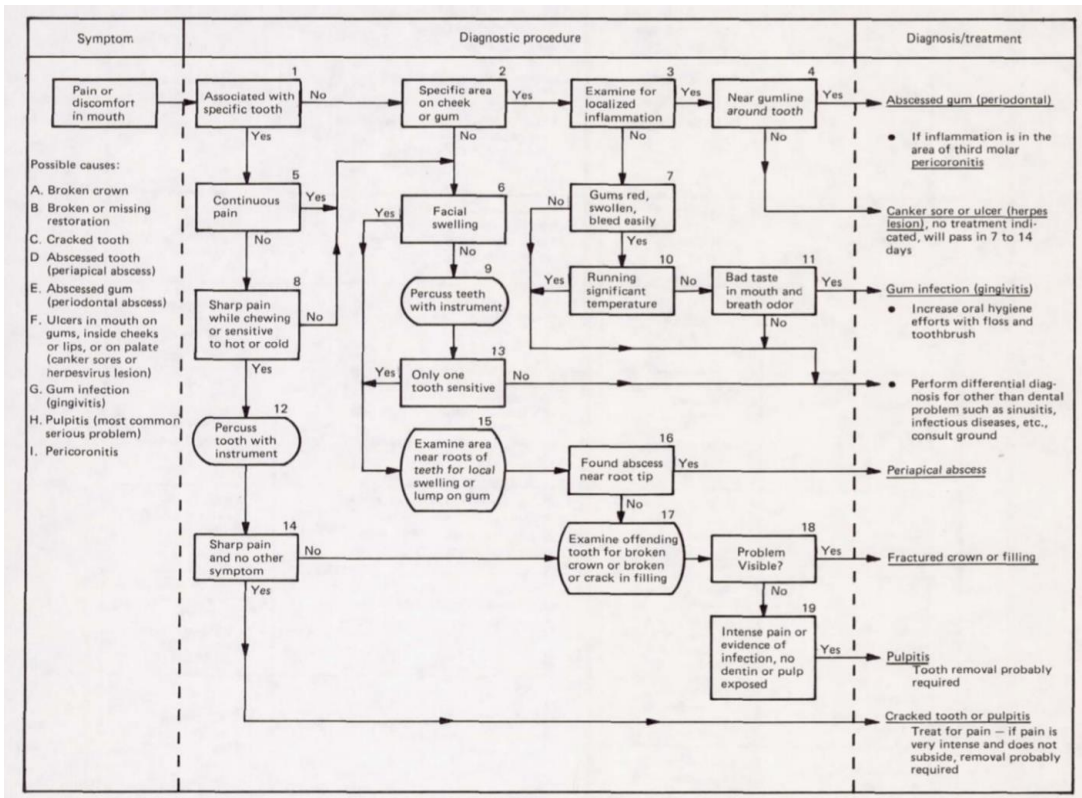 Symptom
Diagnostic procedure
Diagnosis/treatment
Pain or
discomfort
in mouth
1
Associated with
specific tooth
No
Yes
2
Specific area
on cheek
or gum
Yes
No
3
Examine for
localized
inflammation
Yes
No
4
Near gumline
around tooth
Yes
No
Abscessed gum (periodontal)
• If inflammation is in the
area of third molar
pericoronitis
Possible causes:
A. Broken crown
B Broken or missing
restoration
C. Cracked tooth
D Abscessed tooth
(periapical abscess)
E. Abscessed gum
(periodontal abscess)
F. Ulcers in mouth on
gums, inside cheeks
or lips, or on palate
(canker sores or
herpesvirus lesion)
G. Gum infection
(gingivitis)
H. Pulpitis (most common
serious problem)
I. Pericoronitis
5
Continuous
pain
Yes
No
6
Facial
swelling
Yes
No
7
Gums red,
swollen,
bleed easily
No
Yes
Canker sore or ulcer (herpes
lesion), no treatment indi-
cated, will pass in 7 to 14
days
8
Sharp pain
while chewing
or sensitive
to hot or cold
No
Yes
9
Percuss teeth
with instrument
10
Running
significant
temperature
Yes
No
11
Bad taste
in mouth and
breath odor
Yes
No
Gum infection (gingivitis)
• Increase oral hygiene
efforts with floss and
toothbrush
12
Percuss
tooth with
instrument
13
Only one
tooth sensitive
Yes
No
• Perform differential diag-
nosis for other than dental
problem such as sinusitis,
infectious diseases, etc.,
consult ground
14
Sharp pain
and no other
symptom
No
Yes
15
Examine area
near roots of
teeth for local
swelling or
lump on gum
16
Found abscess
near root tip
Yes
No
Periapical abscess
17
Examine offending
tooth for broken
crown or broken
or crack in filling
18
Problem
Visible?
Yes
No
Fractured crown or filling
19
Intense pain or
evidence of
infection, no
dentin or pulp
exposed
Yes
Pulpitis
Tooth removal probably
required
Cracked tooth or pulpitis
Treat for pain — if pain is
very intense and does not
subside, removal probably
required